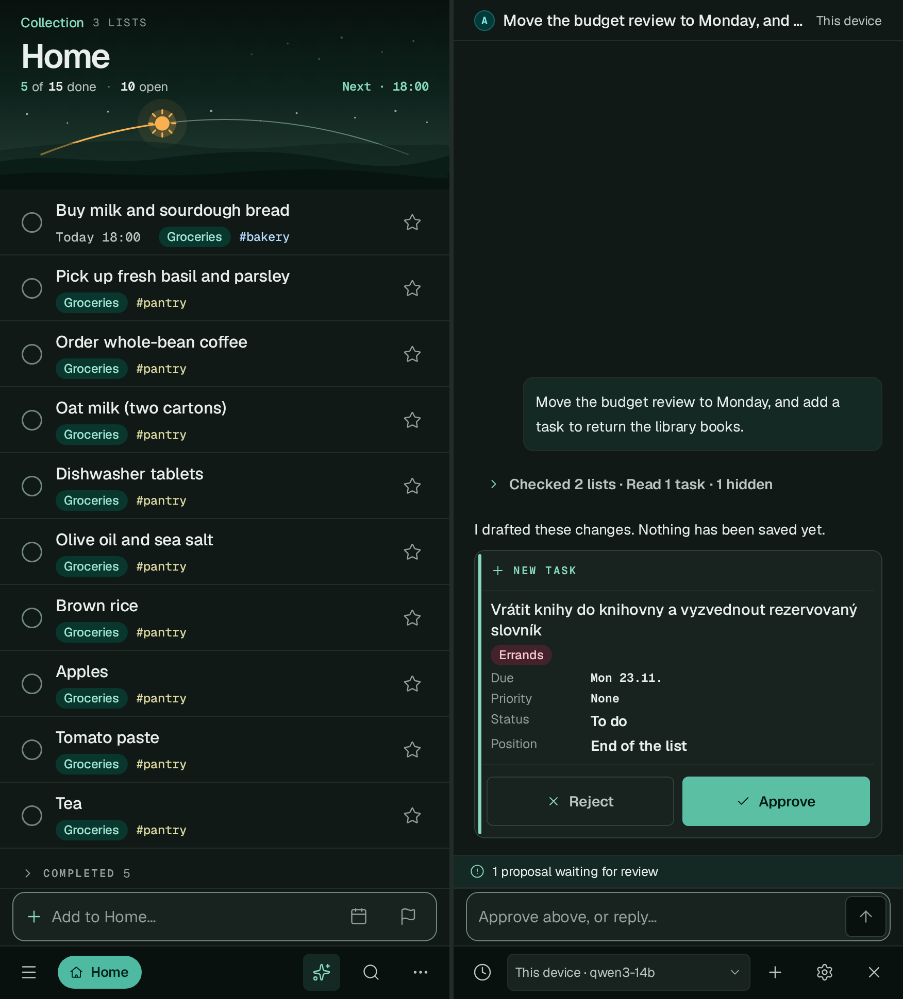 Collection 3 LISTS
Home
5 of 15 done · 10 open
Next · 18:00
Buy milk and sourdough bread
Today 18:00 Groceries #bakery
Pick up fresh basil and parsley
Groceries #pantry
Order whole-bean coffee
Groceries #pantry
Oat milk (two cartons)
Groceries #pantry
Dishwasher tablets
Groceries #pantry
Olive oil and sea salt
Groceries #pantry
Brown rice
Groceries #pantry
Apples
Groceries #pantry
Tomato paste
Groceries #pantry
Tea
Groceries #pantry
COMPLETED 5
Add to Home…
Home
A Move the budget review to Monday, and … This device
Move the budget review to Monday, and add a
task to return the library books.
Checked 2 lists · Read 1 task · 1 hidden
I drafted these changes. Nothing has been saved yet.
NEW TASK
Vrátit knihy do knihovny a vyzvednout rezervovaný
slovník
Errands
Due Mon 23.11.
Priority None
Status To do
Position End of the list
Reject
Approve
1 proposal waiting for review
Approve above, or reply…
This device · qwen3-14b